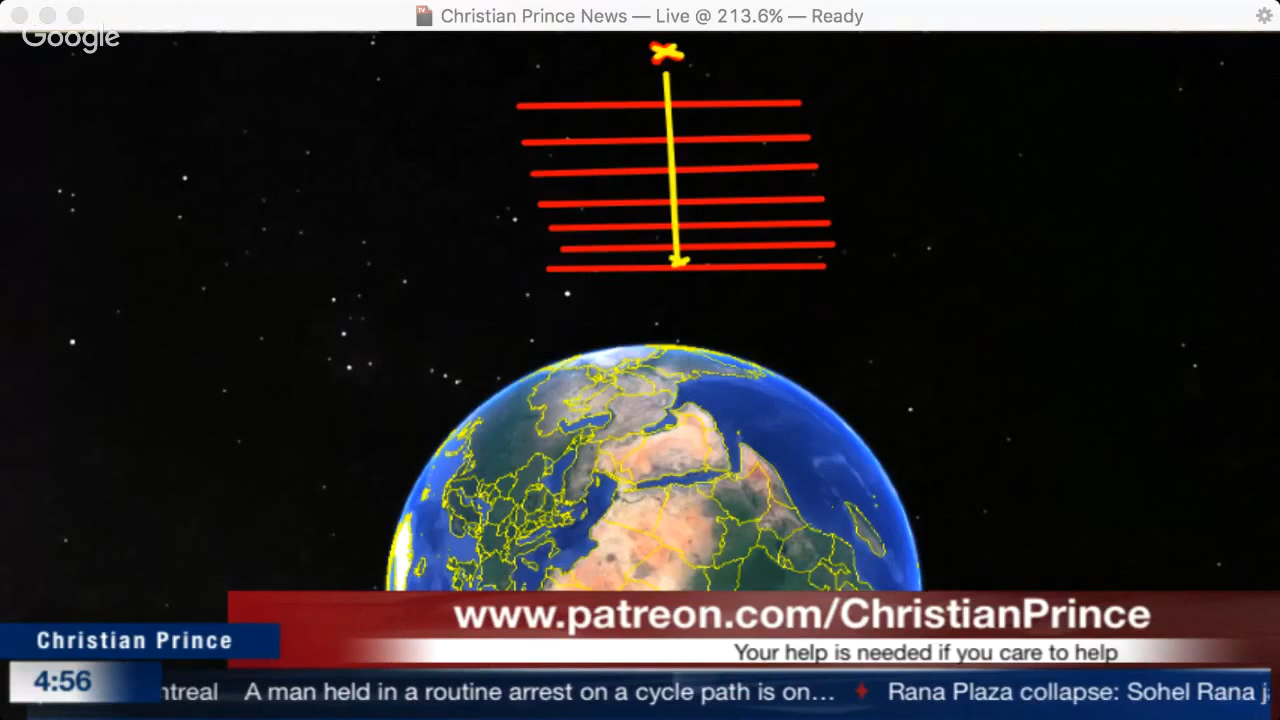 Christian Prince News — Live @ 213.6% — Ready
Google
www.patreon.com/ChristianPrince
Christian Prince
Your help is needed if you care to help
4:56
ntreal A man held in a routine arrest on a cycle path is on... Rana Plaza collapse: Sohel Rana j